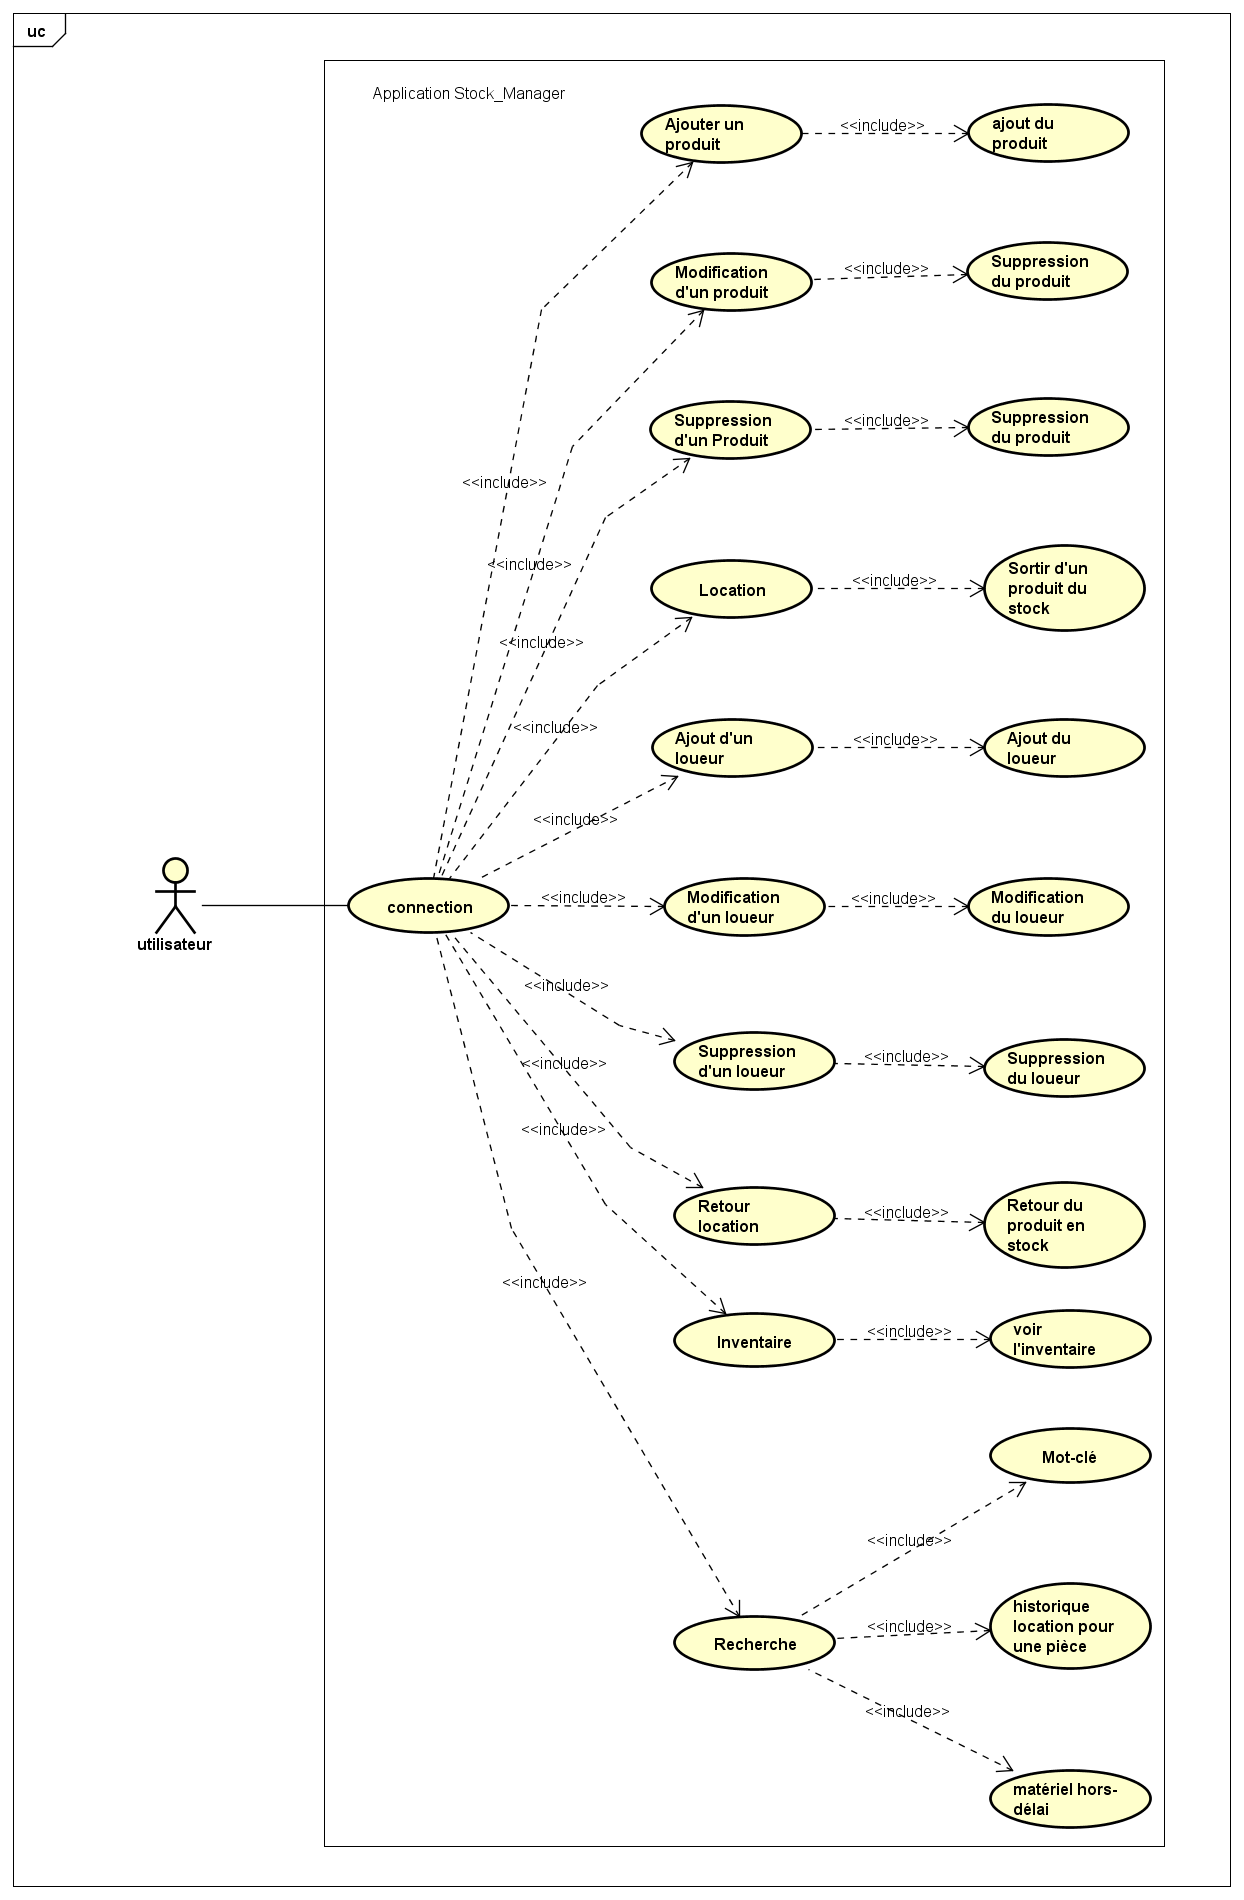 uc
Application Stock_Manager
Ajouter un
produit
<<include>>
ajout du
produit
Modification
d'un produit
<<include>>
Suppression
du produit
Suppression
d'un Produit
<<include>>
Suppression
du produit
<<include>>
<<include>>
Location
<<include>>
Sortir d'un
produit du
stock
<<include>>
<<include>>
Ajout d'un
loueur
<<include>>
Ajout du
loueur
<<include>>
utilisateur
connection
<<include>>
Modification
d'un loueur
<<include>>
Modification
du loueur
<<include>>
Suppression
d'un loueur
<<include>>
Suppression
du loueur
<<include>>
<<include>>
Retour
location
<<include>>
Retour du
produit en
stock
<<include>>
Inventaire
<<include>>
voir
l'inventaire
Mot-clé
<<include>>
Recherche
<<include>>
historique
location pour
une pièce
<<include>>
matériel hors-
délai